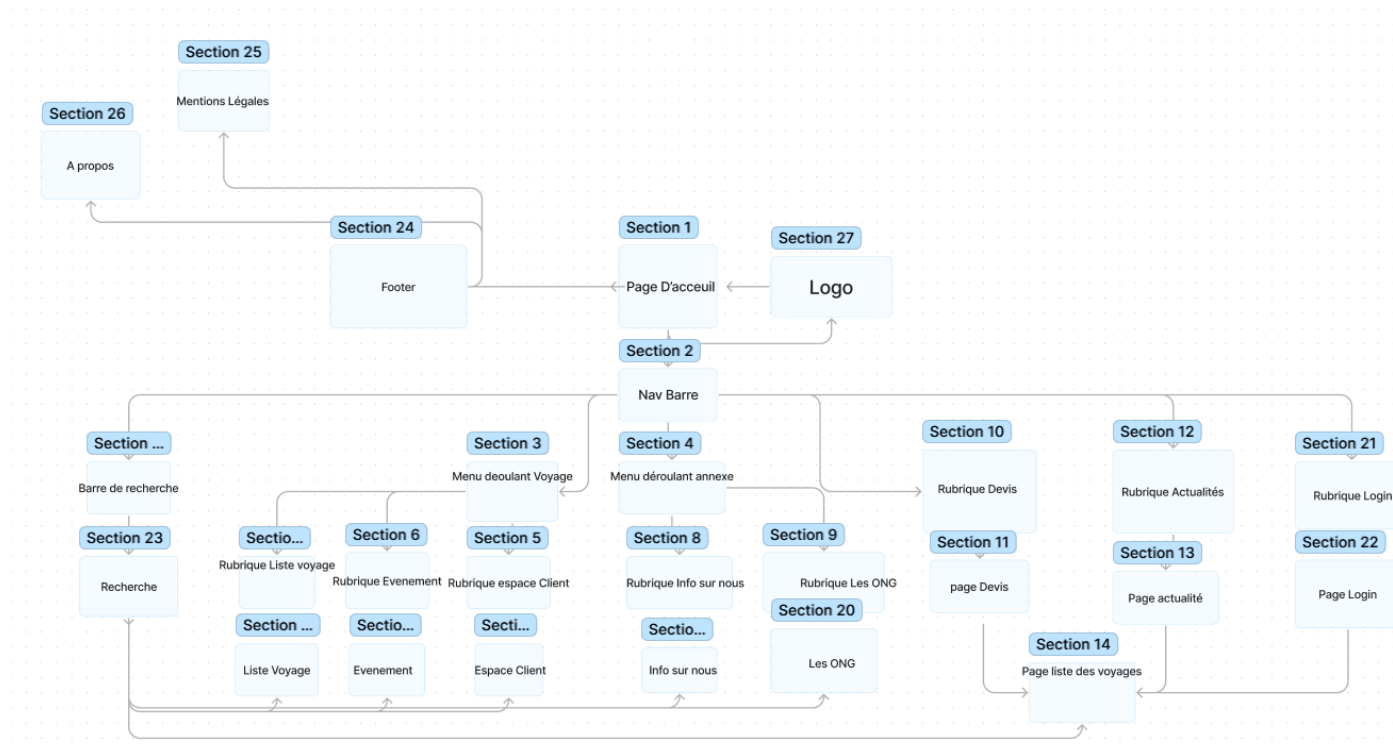 Section 25
Mentions Légales
Section 26
A propos
Section 24
Footer
Section 1
Page D'acceuil
Section 27
Logo
Section 2
Nav Barre
Section ...
Barre de recherche
Section 23
Recherche
Section 3
Menu deoulant Voyage
Section 4
Menu déroulant annexe
Section 10
Rubrique Devis
Section 12
Rubrique Actualités
Section 21
Rubrique Login
Sectio...
Rubrique Liste voyage
Section 6
Rubrique Evenement
Section 5
Rubrique espace Client
Section 8
Rubrique Info sur nous
Section 9
Rubrique Les ONG
Section 11
page Devis
Section 13
Page actualité
Section 22
Page Login
Section ...
Liste Voyage
Sectio...
Evenement
Secti...
Espace Client
Sectio...
Info sur nous
Section 20
Les ONG
Section 14
Page liste des voyages